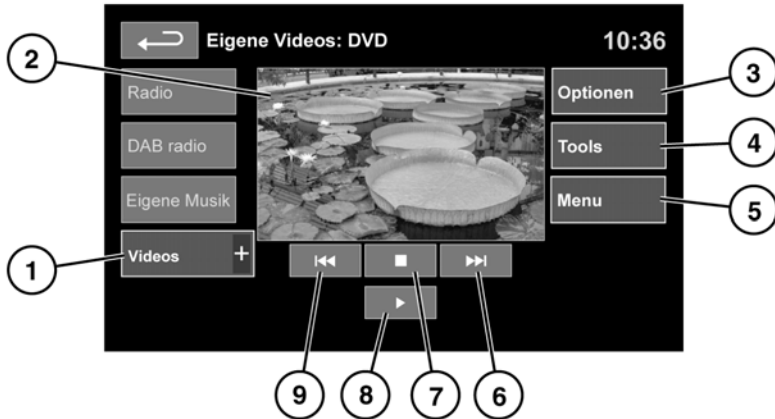 Eigene Videos: DVD
10:36
Radio
DAB radio
Eigene Musik
Videos +
Optionen
Tools
Menu
1
2
3
4
5
6
7
8
9